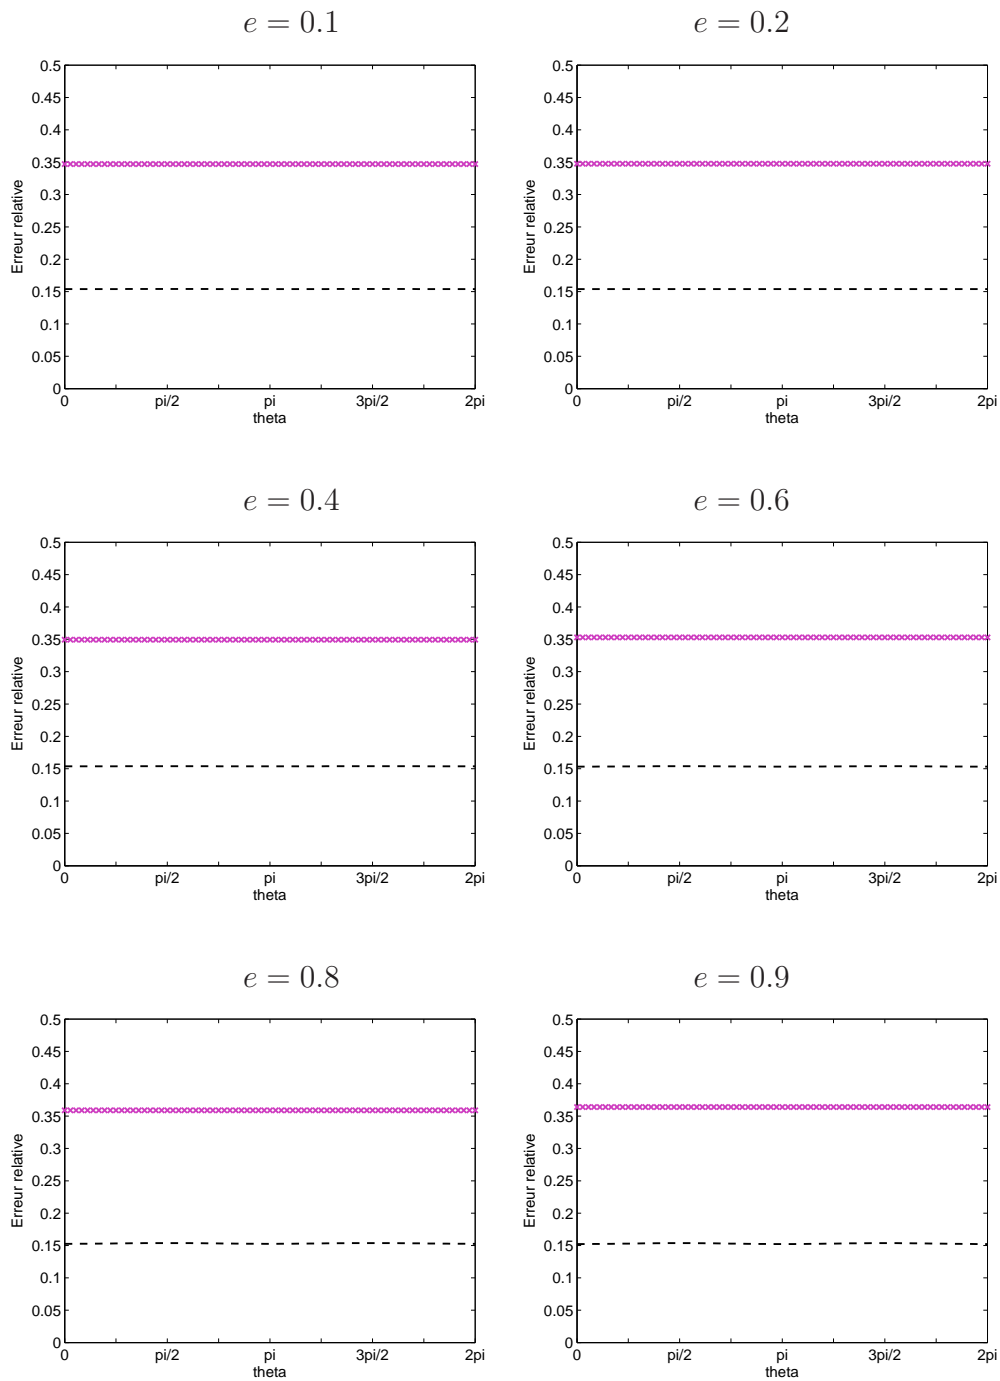 e = 0.1
e = 0.2
0.5
0.45
0.4
0.35
0.3
0.25
0.2
0.15
0.1
0.05
0
Erreur relative
0
pi/2
pi
3pi/2
2pi
theta
0.5
0.45
0.4
0.35
0.3
0.25
0.2
0.15
0.1
0.05
0
Erreur relative
0
pi/2
pi
3pi/2
2pi
theta
e = 0.4
e = 0.6
0.5
0.45
0.4
0.35
0.3
0.25
0.2
0.15
0.1
0.05
0
Erreur relative
0
pi/2
pi
3pi/2
2pi
theta
0.5
0.45
0.4
0.35
0.3
0.25
0.2
0.15
0.1
0.05
0
Erreur relative
0
pi/2
pi
3pi/2
2pi
theta
e = 0.8
e = 0.9
0.5
0.45
0.4
0.35
0.3
0.25
0.2
0.15
0.1
0.05
0
Erreur relative
0
pi/2
pi
3pi/2
2pi
theta
0.5
0.45
0.4
0.35
0.3
0.25
0.2
0.15
0.1
0.05
0
Erreur relative
0
pi/2
pi
3pi/2
2pi
theta